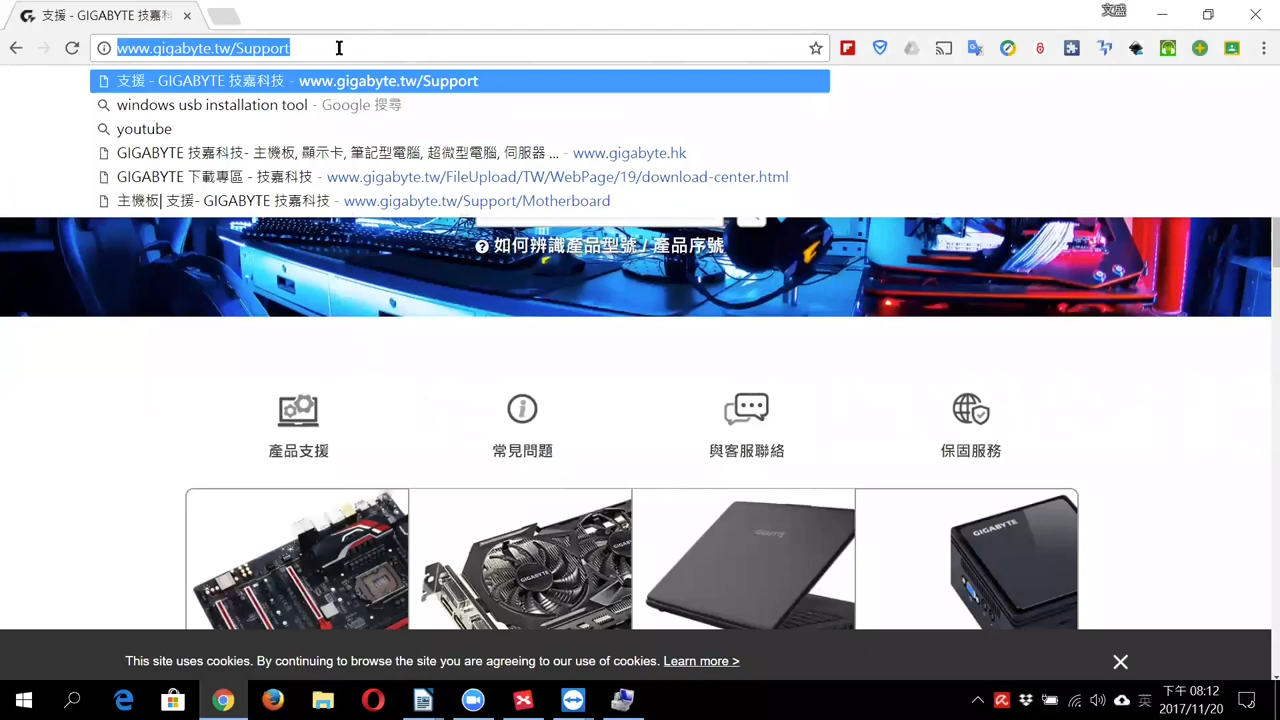 支援 - GIGABYTE 技嘉科
文盛
www.gigabyte.tw/Support
支援 - GIGABYTE 技嘉科技 - www.gigabyte.tw/Support
windows usb installation tool - Google 搜尋
youtube
GIGABYTE 技嘉科技- 主機板, 顯示卡, 筆記型電腦, 超微型電腦, 伺服器 ... - www.gigabyte.hk
GIGABYTE 下載專區 - 技嘉科技 - www.gigabyte.tw/FileUpload/TW/WebPage/19/download-center.html
主機板| 支援- GIGABYTE 技嘉科技 - www.gigabyte.tw/Support/Motherboard
如何辨識產品型號 / 產品序號
產品支援
常見問題
與客服聯絡
保固服務
GIGABYTE
GIGABYTE
GIGABYTE
This site uses cookies. By continuing to browse the site you are agreeing to our use of cookies. Learn more >
英
下午 08:12
2017/11/20